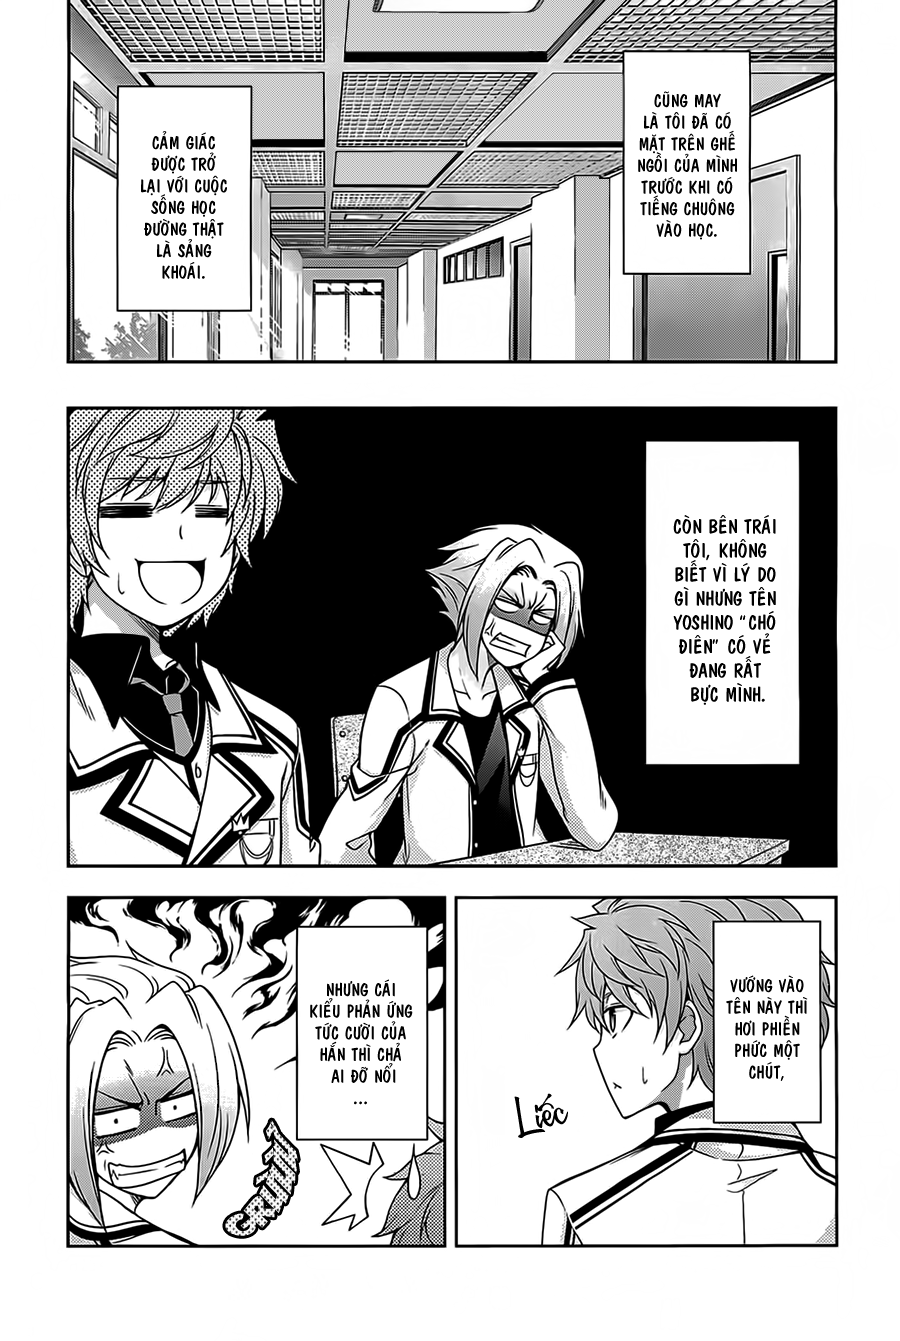 CŨNG MAY
LÀ TÔI ĐÃ CÓ
MẶT TRÊN GHẾ
NGỒI CỦA MÌNH
TRƯỚC KHI CÓ
TIẾNG CHUÔNG
VÀO HỌC.
CẢM GIÁC
ĐƯỢC TRỞ
LẠI VỚI CUỘC
SỐNG HỌC
ĐƯỜNG THẬT
LÀ SẢNG
KHOÁI.
CÒN BÊN TRÁI
TÔI, KHÔNG
BIẾT VÌ LÝ DO
GÌ NHƯNG TÊN
YOSHINO "CHÓ
ĐIÊN" CÓ VẺ
ĐANG RẤT
BỰC MÌNH.
VƯỚNG VÀO
TÊN NÀY THÌ
HƠI PHIỀN
PHỨC MỘT
CHÚT,
Liếc
NHƯNG CÁI
KIỂU PHẢN ỨNG
TỨC CƯỜI CỦA
HẮN THÌ CHẢ
AI ĐỠ NỔI
...